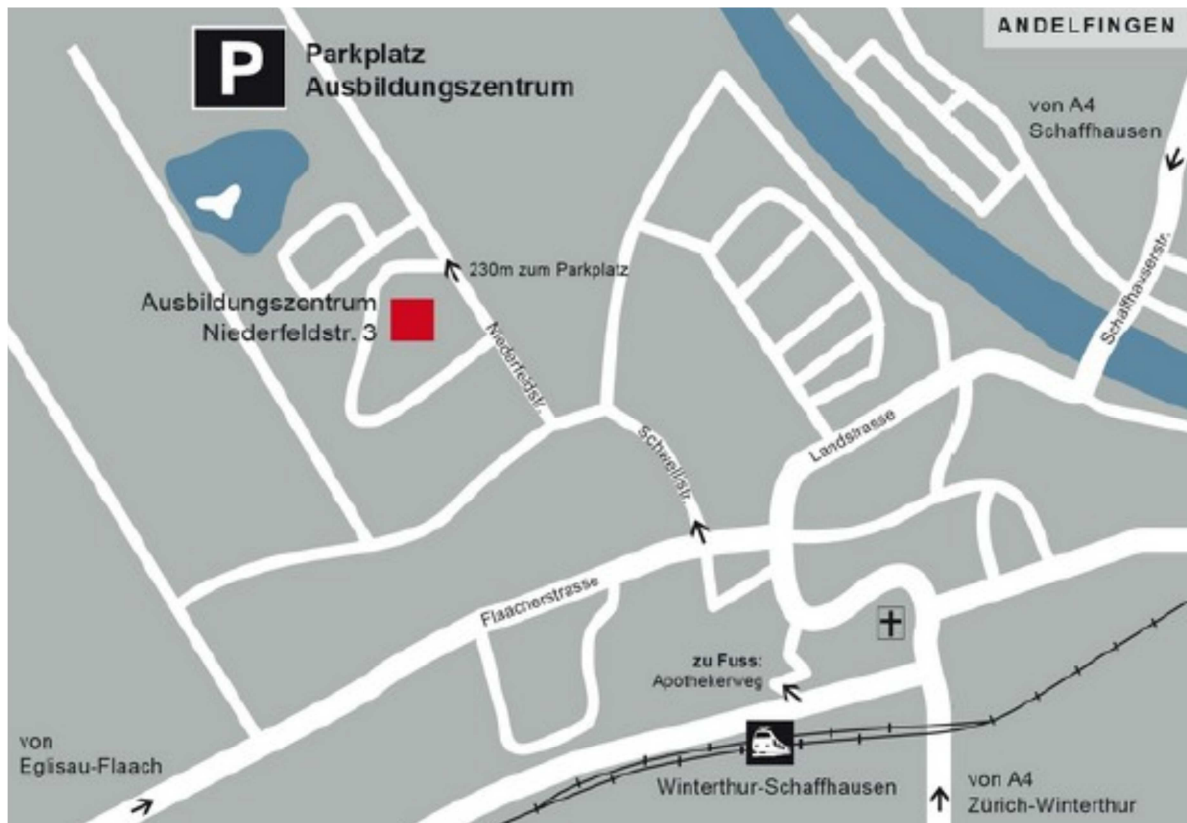 ANDELFINGEN
P
Parkplatz
Ausbildungszentrum
von A4
Schaffhausen
230m zum Parkplatz
Ausbildungszentrum
Niederfeldstr. 3
Niederfeldstr.
Schaffhauserstr.
Landstrasse
Schwellistr.
Flaacherstrasse
zu Fuss:
Apothekerweg
von
Eglisau-Flaach
Winterthur-Schaffhausen
von A4
Zürich-Winterthur